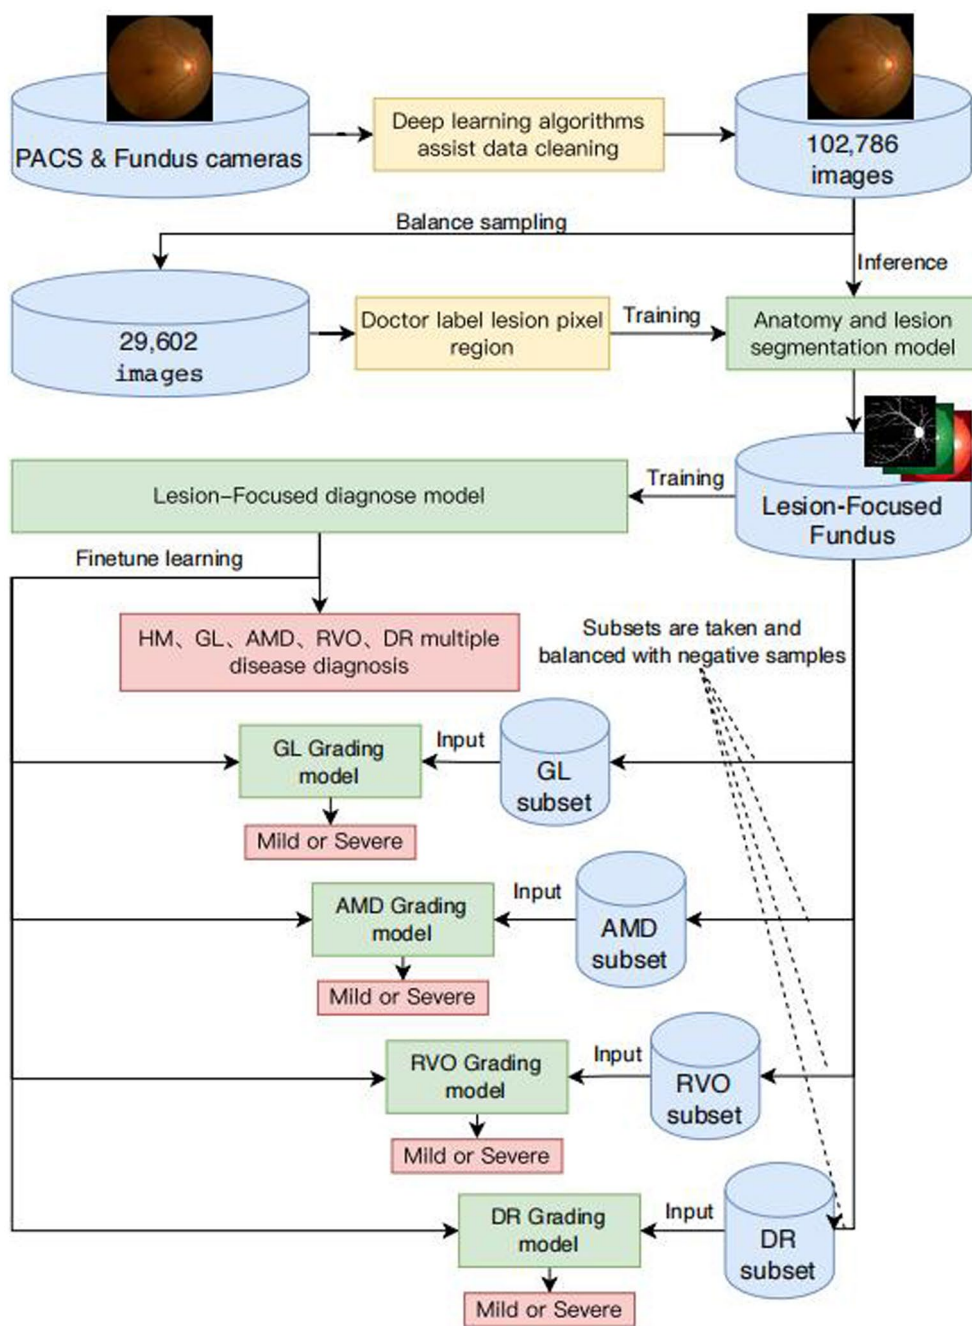 PACS & Fundus cameras
Deep learning algorithms
assist data cleaning
102,786
images
Balance sampling
Inference
29,602
images
Doctor label lesion pixel
region
Training
Anatomy and lesion
segmentation model
Lesion-Focused diagnose model
Training
Lesion-Focused
Fundus
Finetune learning
HM、GL、AMD、RVO、DR multiple
disease diagnosis
Subsets are taken and
balanced with negative samples
GL Grading
model
Input
GL
subset
Mild or Severe
AMD Grading
model
Input
AMD
subset
Mild or Severe
RVO Grading
model
Input
RVO
subset
Mild or Severe
DR Grading
model
Input
DR
subset
Mild or Severe